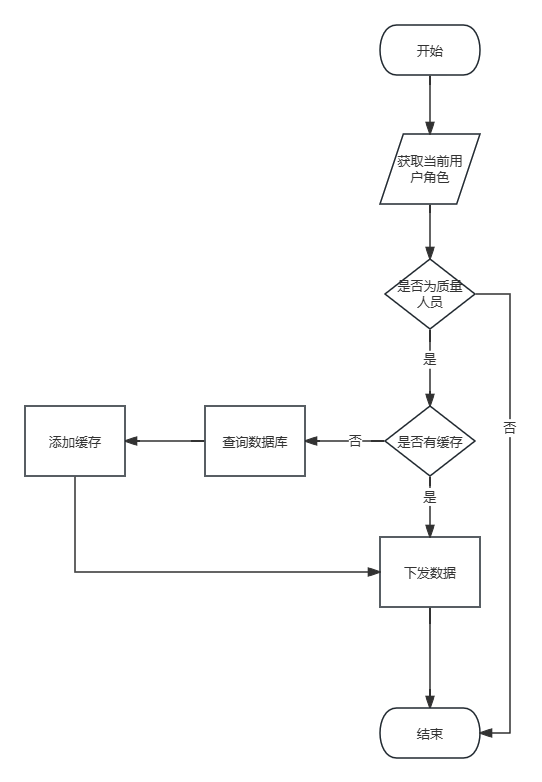 开始
获取当前用
户角色
是否为质量
人员
是
否
添加缓存
查询数据库
否
是否有缓存
是
下发数据
结束